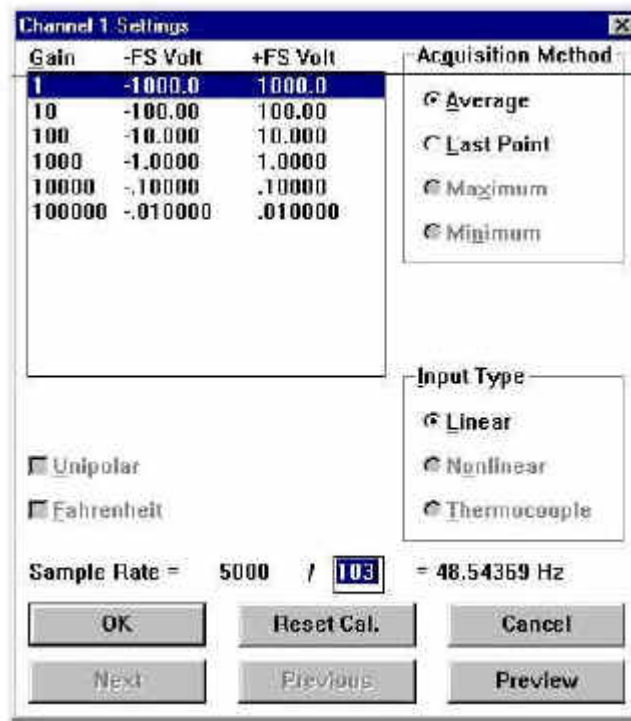 Channel 1 Settings
Gain -FS Volt +FS Volt
1 -1000.0 1000.0
10 -100.00 100.00
100 -10.000 10.000
1000 -1.0000 1.0000
10000 -.10000 .10000
100000 -.010000 .010000
Acquisition Method
Average
Last Point
Maximum
Minimum
Input Type
Linear
Nonlinear
Thermocouple
Unipolar
Fahrenheit
Sample Rate = 5000 / 103 = 48.54369 Hz
OK Reset Cal. Cancel
Next Previous Preview